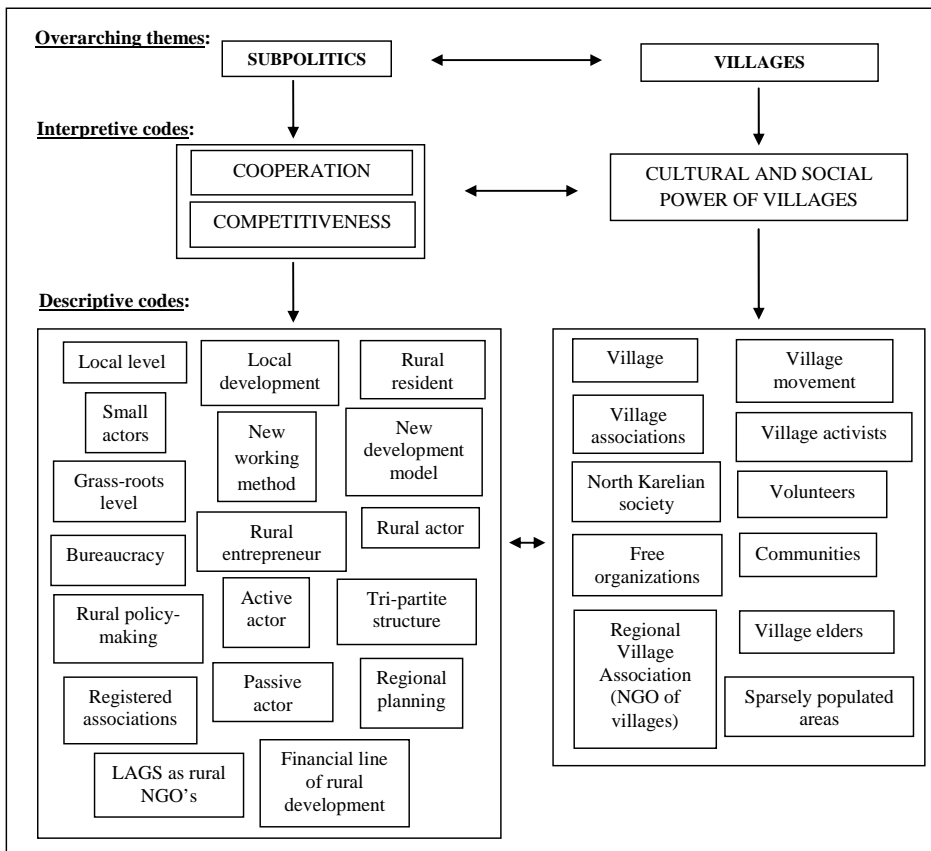 Overarching themes:
SUBPOLITICS
VILLAGES
Interpretive codes:
COOPERATION
COMPETITIVENESS
CULTURAL AND SOCIAL
POWER OF VILLAGES
Descriptive codes:
Local level
Local
development
Rural
resident
Small
actors
New
working
method
New
development
model
Grass-roots
level
Rural
entrepreneur
Rural actor
Bureaucracy
Active
actor
Tri-partite
structure
Rural policy-
making
Passive
actor
Regional
planning
Registered
associations
LAGS as rural
NGO’s
Financial line
of rural
development
Village
Village
movement
Village
associations
Village activists
North Karelian
society
Volunteers
Free
organizations
Communities
Regional
Village
Association
(NGO of
villages)
Village elders
Sparsely populated
areas